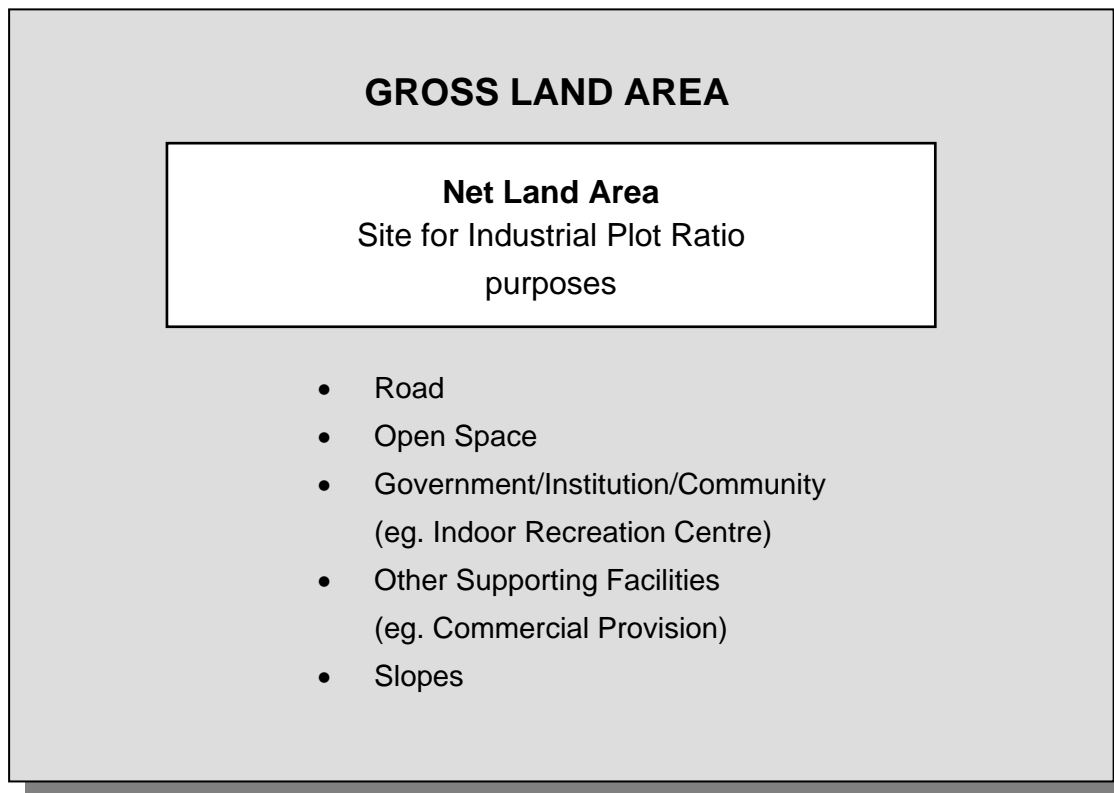 GROSS LAND AREA
Net Land Area
Site for Industrial Plot Ratio
purposes
• Road
• Open Space
• Government/Institution/Community
(eg. Indoor Recreation Centre)
• Other Supporting Facilities
(eg. Commercial Provision)
• Slopes